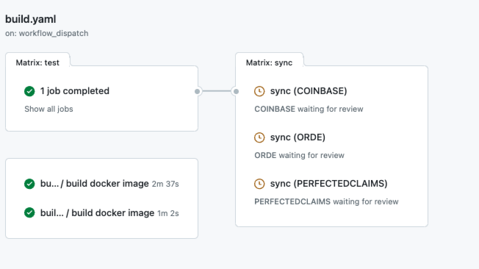 build.yaml
on: workflow_dispatch
Matrix: test
1 job completed
Show all jobs
bu... / build docker image 2m 37s
buil... / build docker image 1m 2s
Matrix: sync
sync (COINBASE)
COINBASE waiting for review
sync (ORDE)
ORDE waiting for review
sync (PERFECTEDCLAIMS)
PERFECTEDCLAIMS waiting for review